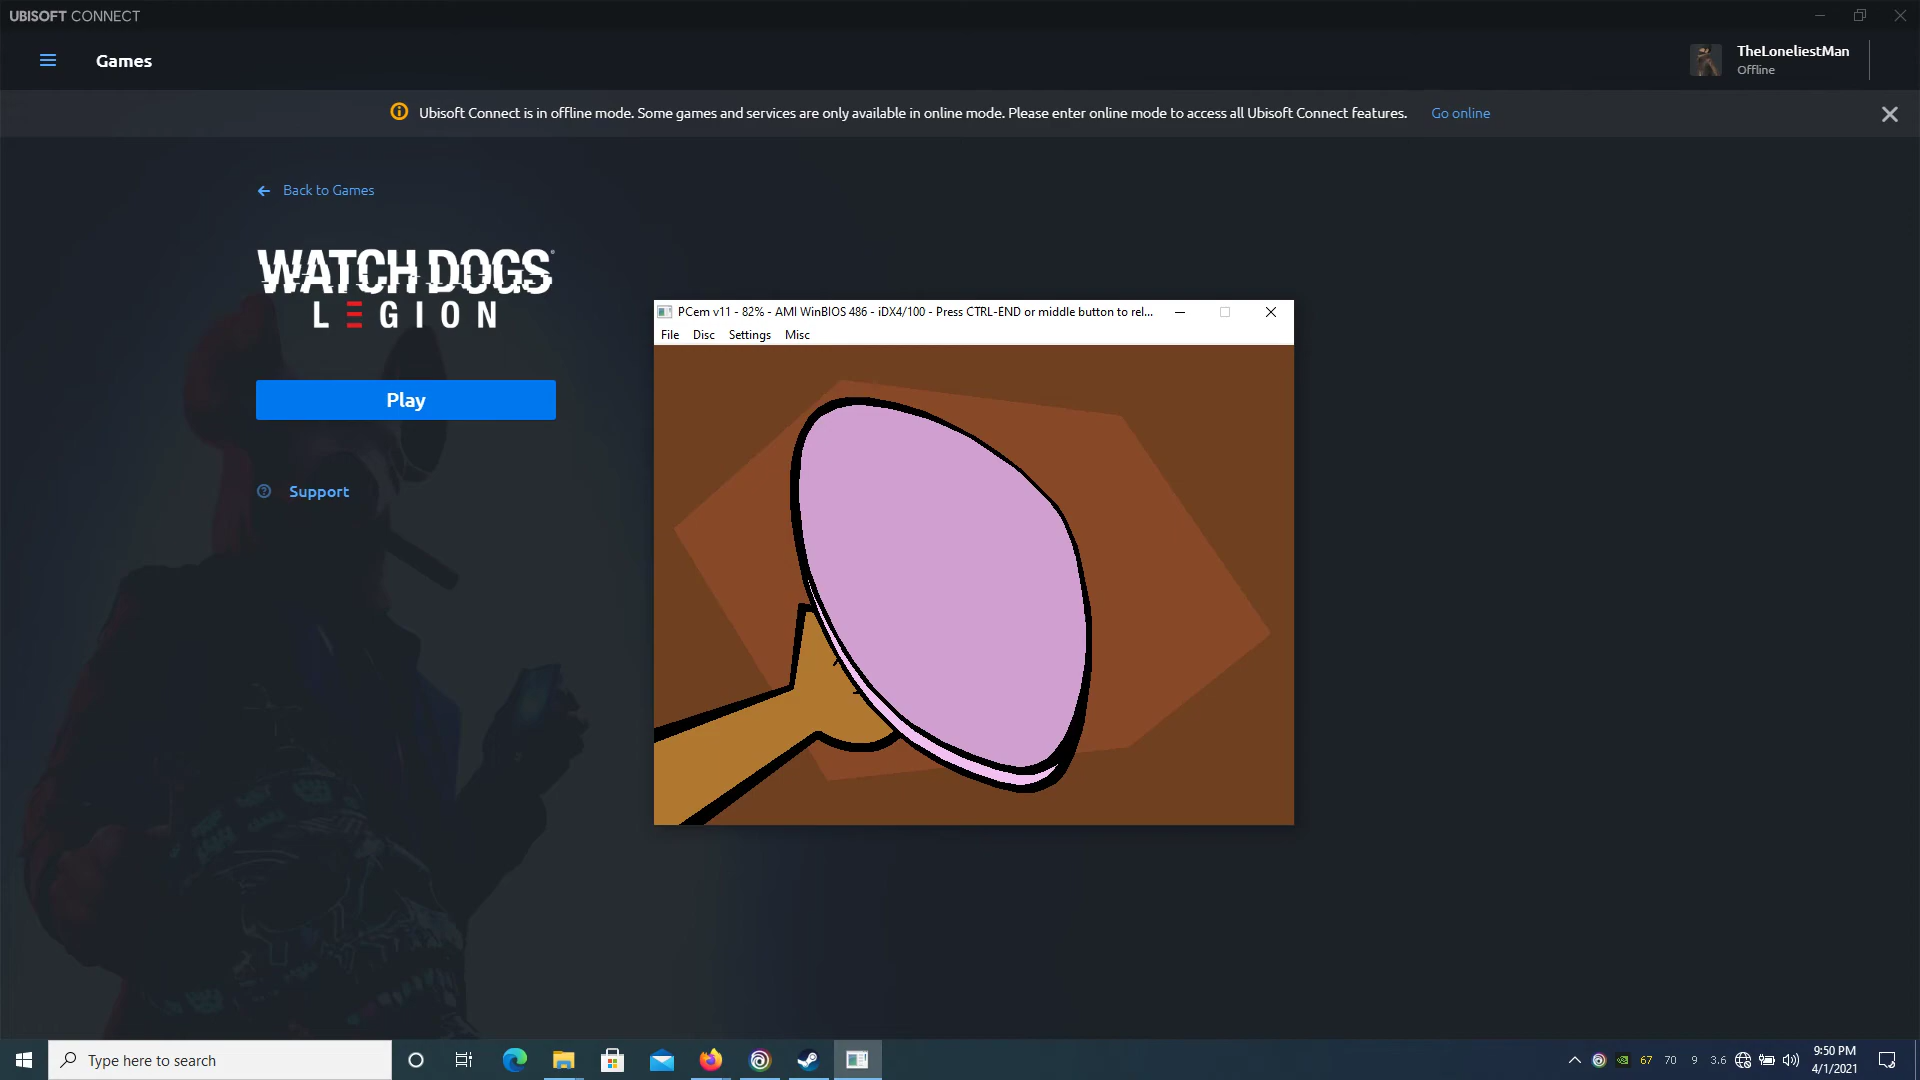 UBISOFT CONNECT
Games
TheLoneliestMan
Offline
Ubisoft Connect is in offline mode. Some games and services are only available in online mode. Please enter online mode to access all Ubisoft Connect features. Go online
Back to Games
WATCH DOGS
LEGION
Play
Support
PCem v11 - 82% - AMI WinBIOS 486 - iDX4/100 - Press CTRL-END or middle button to rel...
File Disc Settings Misc
Type here to search
67 70 9 3.6
9:50 PM
4/1/2021